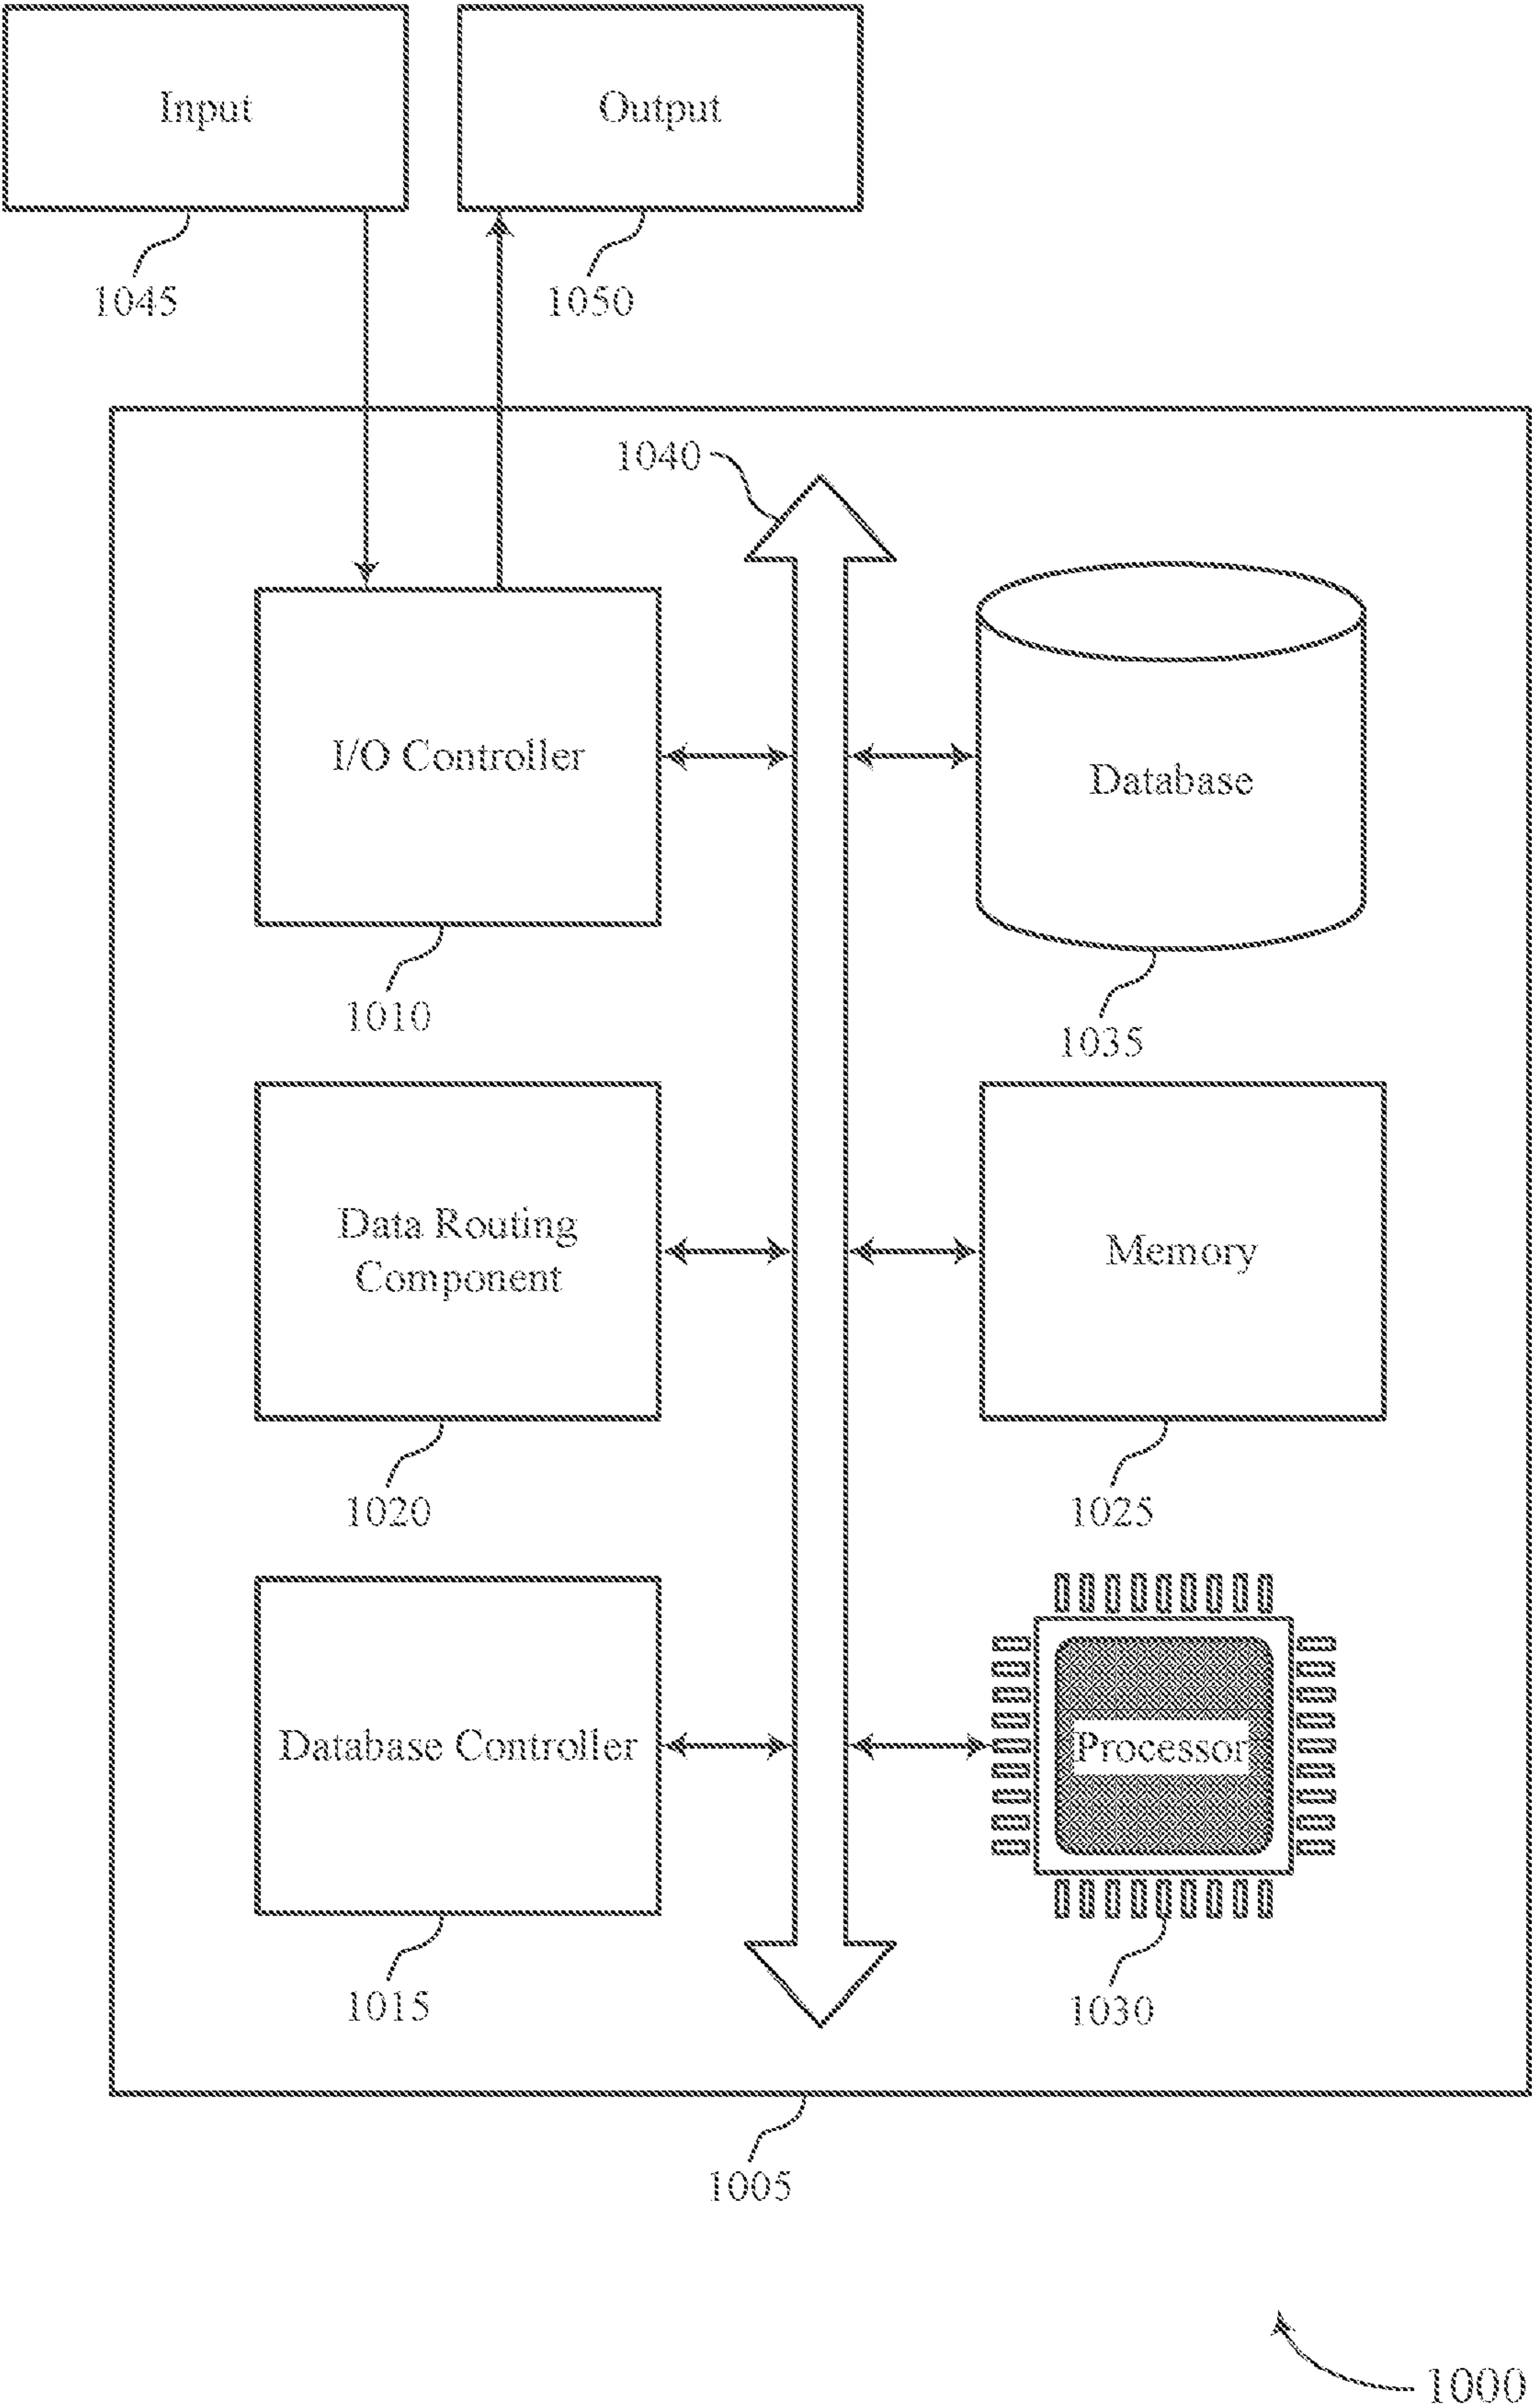 Input
Output
1045
1050
1040
I/O Controller
Database
1010
1035
Data Routing
Component
Memory
1020
1025
Database Controller
Processor
1015
1030
1005
1000